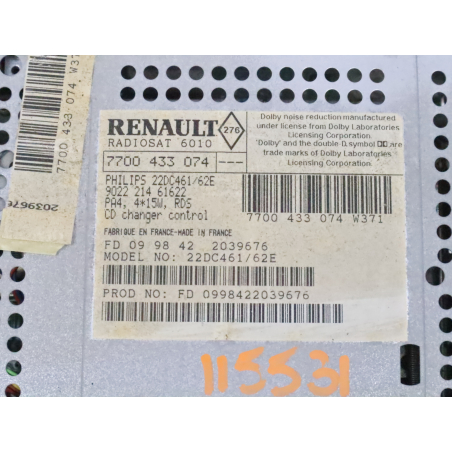 7700 433 074 W371
2039676
RENAULT 276
RADIOSAT 6010
7700 433 074 ---
Dolby noise reduction manufactured
under license from Dolby Laboratories
Licensing Corporation.
'Dolby' and the double-D symbol are
trade marks of Dolby Laboratories
Licensing Corporation.
PHILIPS 22DC461/62E
9022 214 61622
PA4, 4*15W, RDS
CD changer control
7700 433 074 W371
FABRIQUE EN FRANCE-MADE IN FRANCE
FD 09 98 42 2039676
MODEL NO: 22DC461/62E
PROD NO: FD 0998422039676
115531